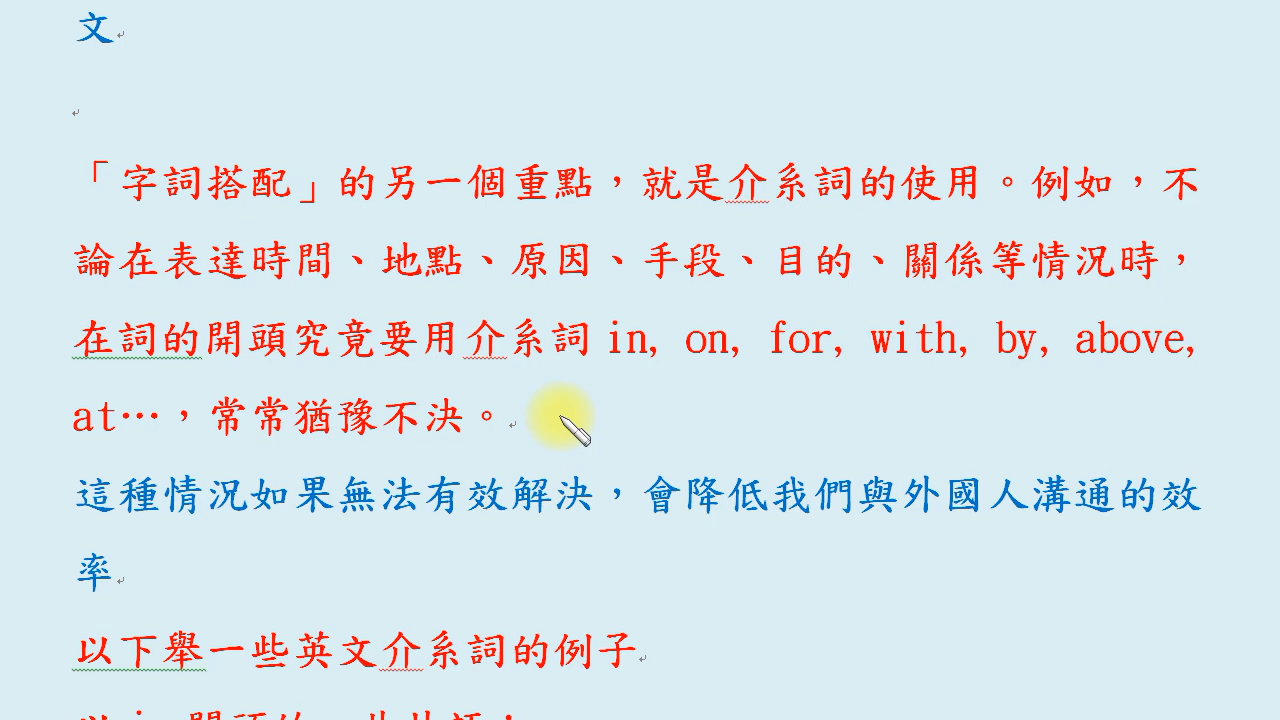 文
「字詞搭配」的另一個重點，就是介系詞的使用。例如，不
論在表達時間、地點、原因、手段、目的、關係等情況時，
在詞的開頭究竟要用介系詞 in, on, for, with, by, above,
at…，常常猶豫不決。
這種情況如果無法有效解決，會降低我們與外國人溝通的效
率
以下舉一些英文介系詞的例子